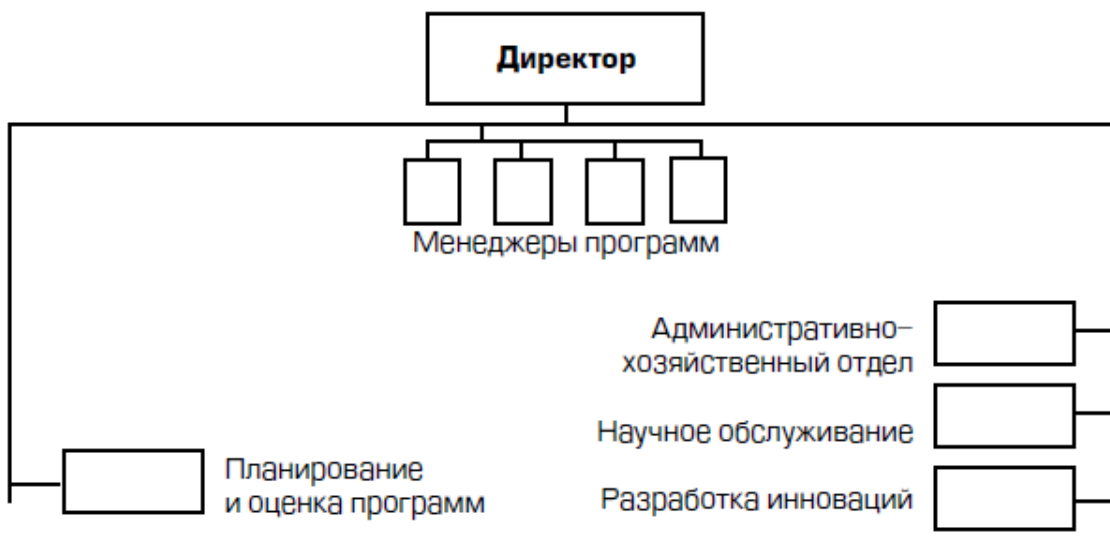 Директор
Менеджеры программ
Административно–
хозяйственный отдел
Научное обслуживание
Планирование
и оценка программ
Разработка инноваций